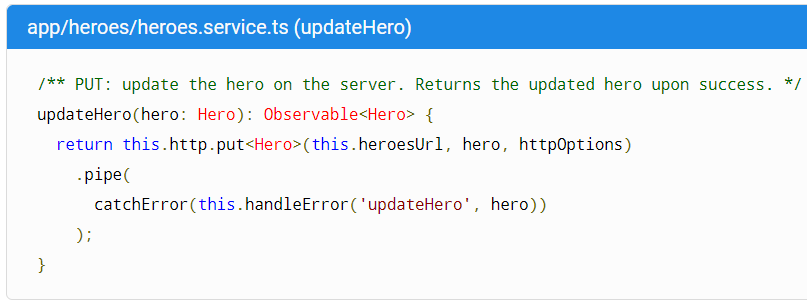 app/heroes/heroes.service.ts (updateHero)
/** PUT: update the hero on the server. Returns the updated hero upon success. */
updateHero(hero: Hero): Observable<Hero> {
  return this.http.put<Hero>(this.heroesUrl, hero, httpOptions)
    .pipe(
      catchError(this.handleError('updateHero', hero))
    );
}